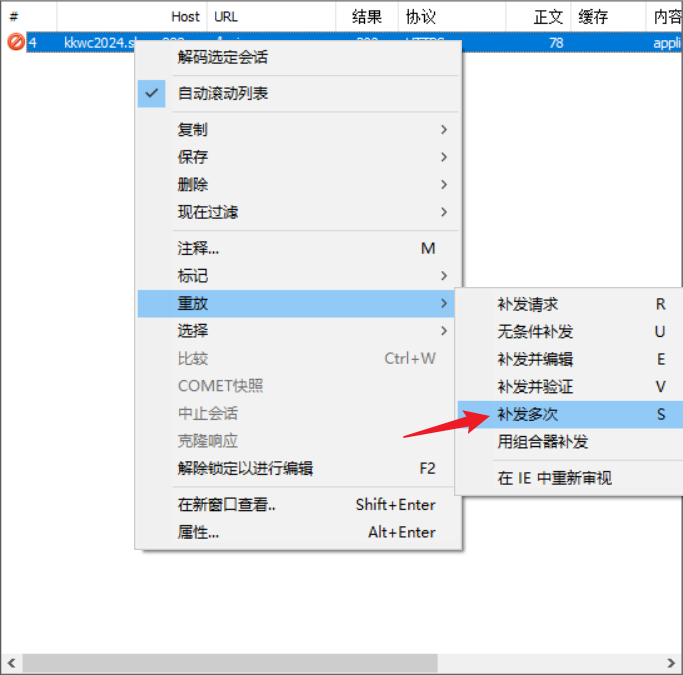 # Host URL 结果 协议 正文 缓存 内容
4 kkwc2024.s 78 appli
解码选定会话
自动滚动列表
复制
保存
删除
现在过滤
注释... M
标记
重放
选择
比较 Ctrl+W
COMET快照
中止会话
克隆响应
解除锁定以进行编辑 F2
在新窗口查看.. Shift+Enter
属性... Alt+Enter
补发请求 R
无条件补发 U
补发并编辑 E
补发并验证 V
补发多次 S
用组合器补发
在 IE 中重新审视